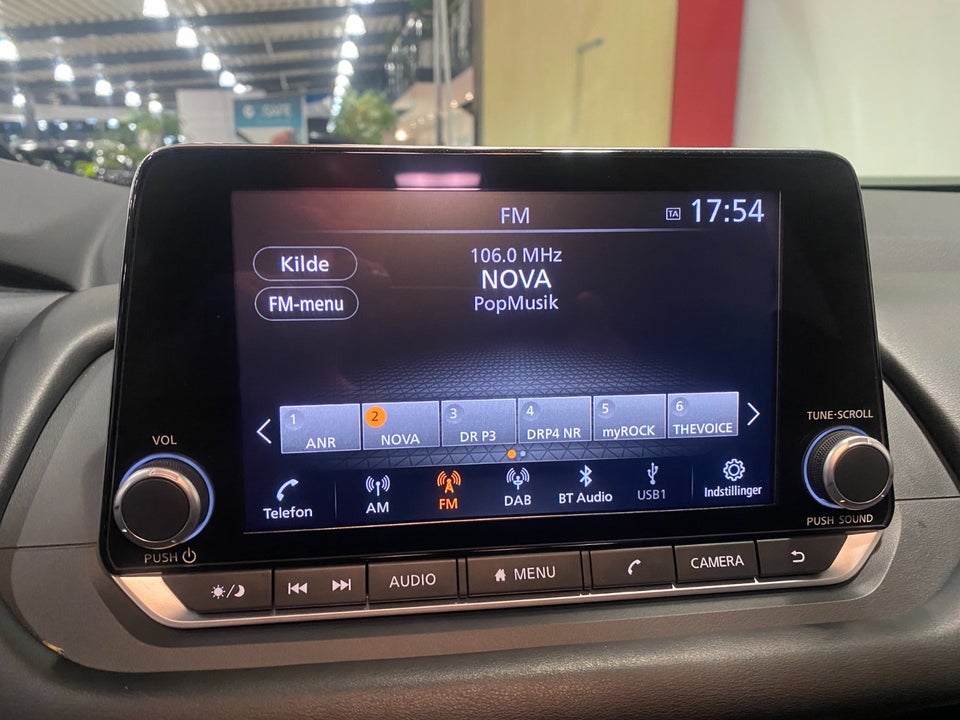 FM
TA 17:54
Kilde
FM-menu
106.0 MHz
NOVA
PopMusik
1 ANR
2 NOVA
3 DR P3
4 DRP4 NR
5 myROCK
6 THEVOICE
Telefon
AM
FM
DAB
BT Audio
USB1
Indstillinger
VOL
PUSH
TUNE·SCROLL
PUSH SOUND
AUDIO
MENU
CAMERA